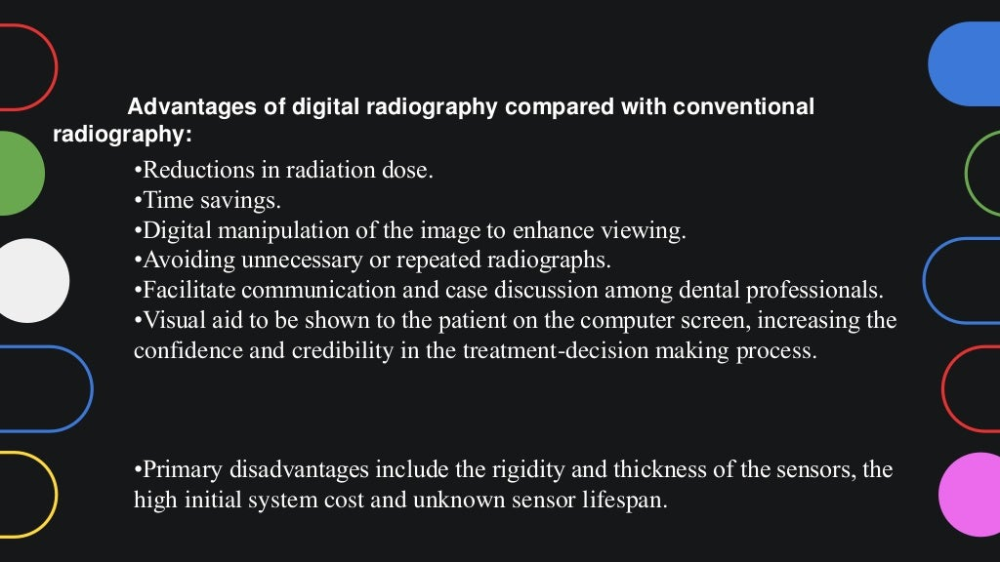 Advantages of digital radiography compared with conventional
radiography:
•Reductions in radiation dose.
•Time savings.
•Digital manipulation of the image to enhance viewing.
•Avoiding unnecessary or repeated radiographs.
•Facilitate communication and case discussion among dental professionals.
•Visual aid to be shown to the patient on the computer screen, increasing the
confidence and credibility in the treatment-decision making process.
•Primary disadvantages include the rigidity and thickness of the sensors, the
high initial system cost and unknown sensor lifespan.